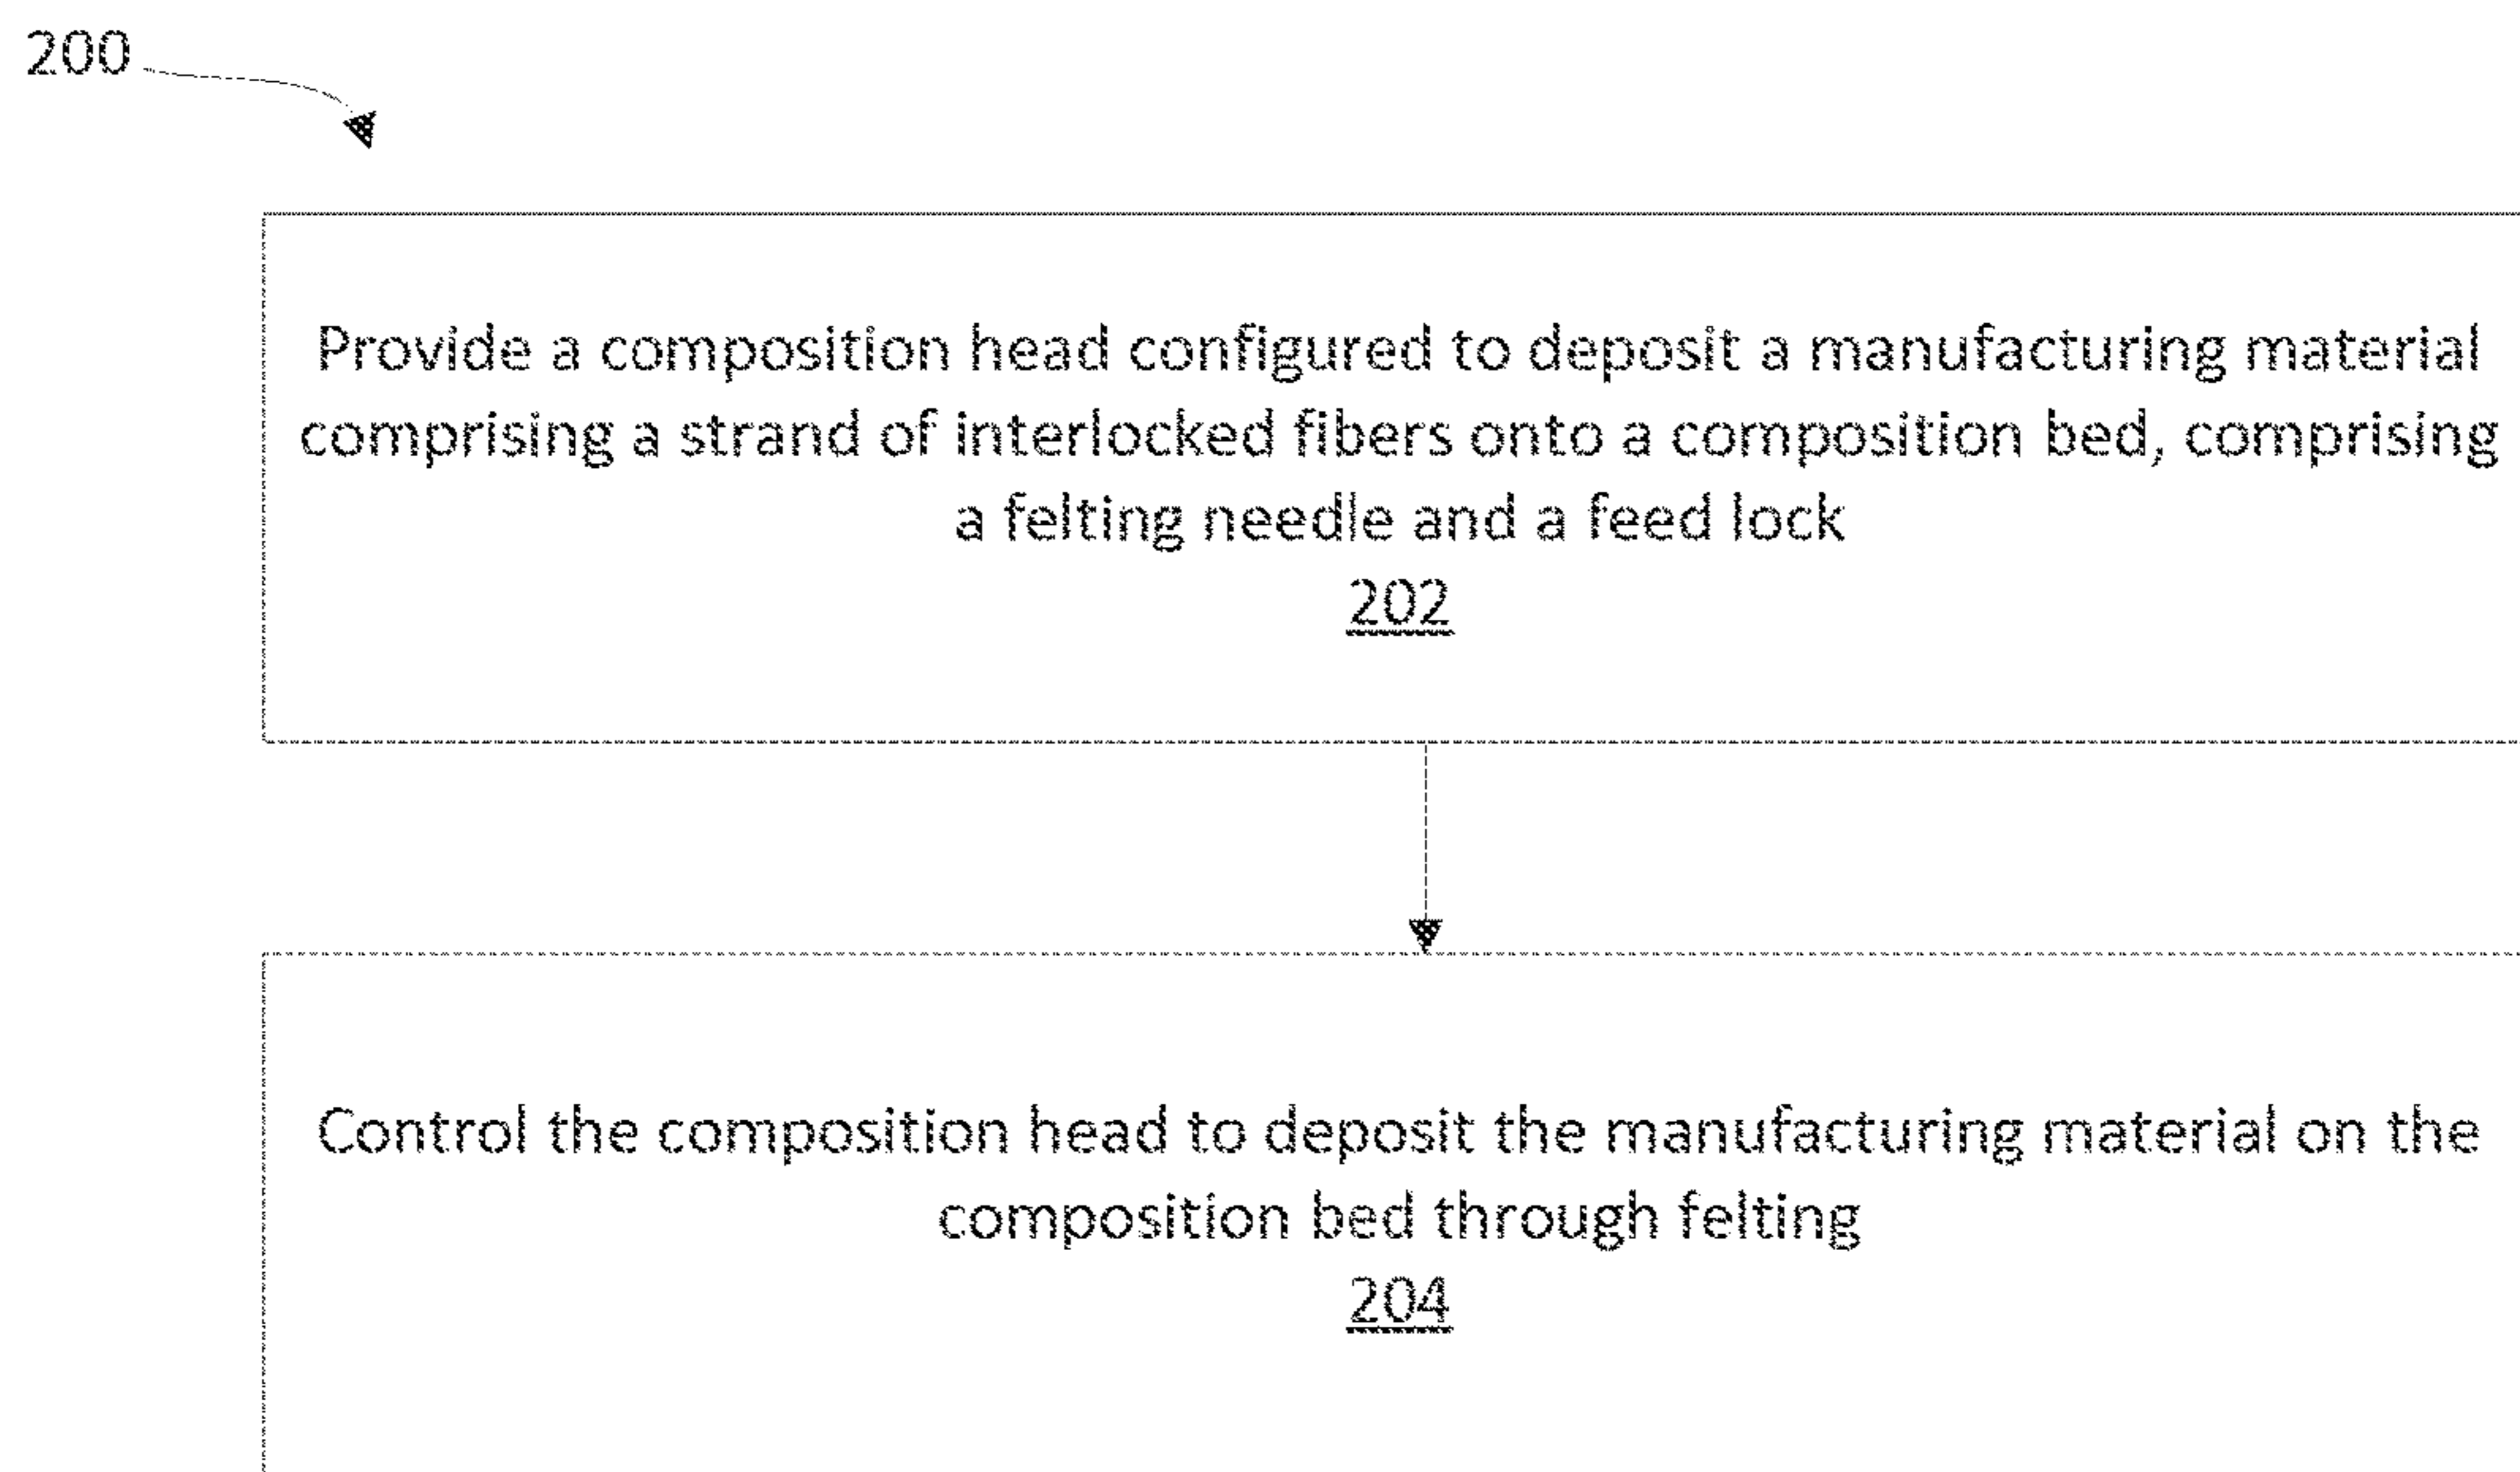 200
Provide a composition head configured to deposit a manufacturing material
comprising a strand of interlocked fibers onto a composition bed, comprising
a felting needle and a feed lock
202
Control the composition head to deposit the manufacturing material on the
composition bed through felting
204